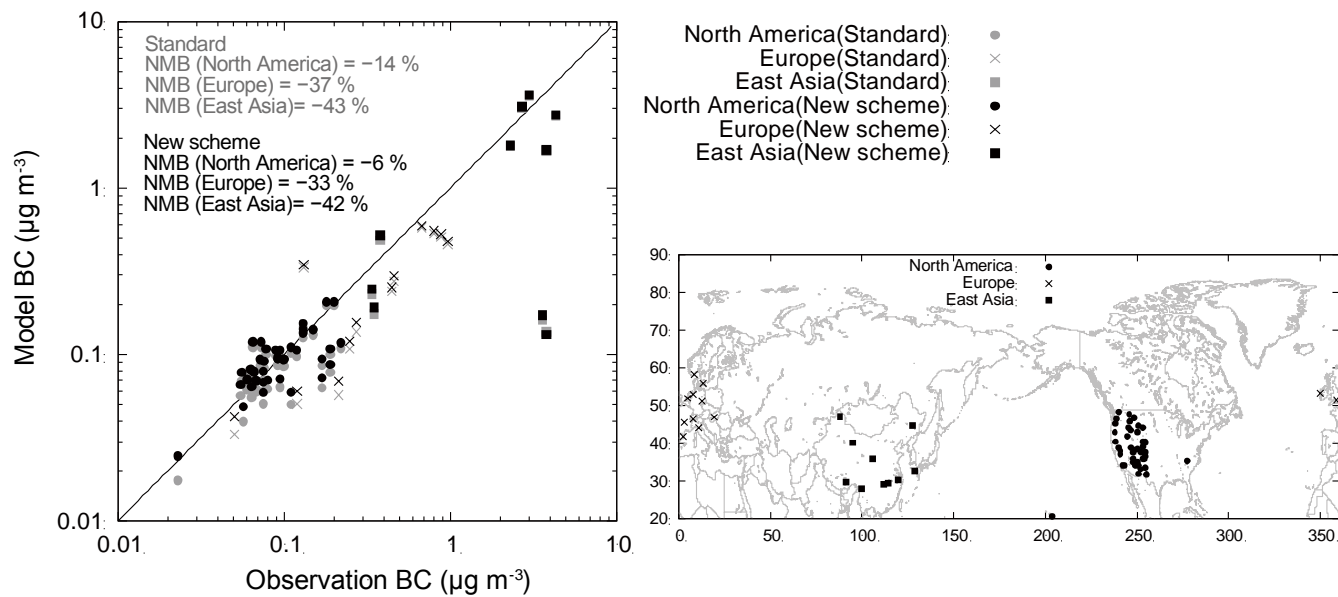 10
1
0.1
0.01
0.01
0.1
1
10
Model BC (μg m-3)
Observation BC (μg m-3)
Standard
NMB (North America) = −14 %
NMB (Europe) = −37 %
NMB (East Asia)= −43 %
New scheme
NMB (North America) = −6 %
NMB (Europe) = −33 %
NMB (East Asia)= −42 %
North America(Standard)
Europe(Standard)
East Asia(Standard)
North America(New scheme)
Europe(New scheme)
East Asia(New scheme)
90
80
70
60
50
40
30
20
North America
Europe
East Asia
0
50
100
150
200
250
300
350